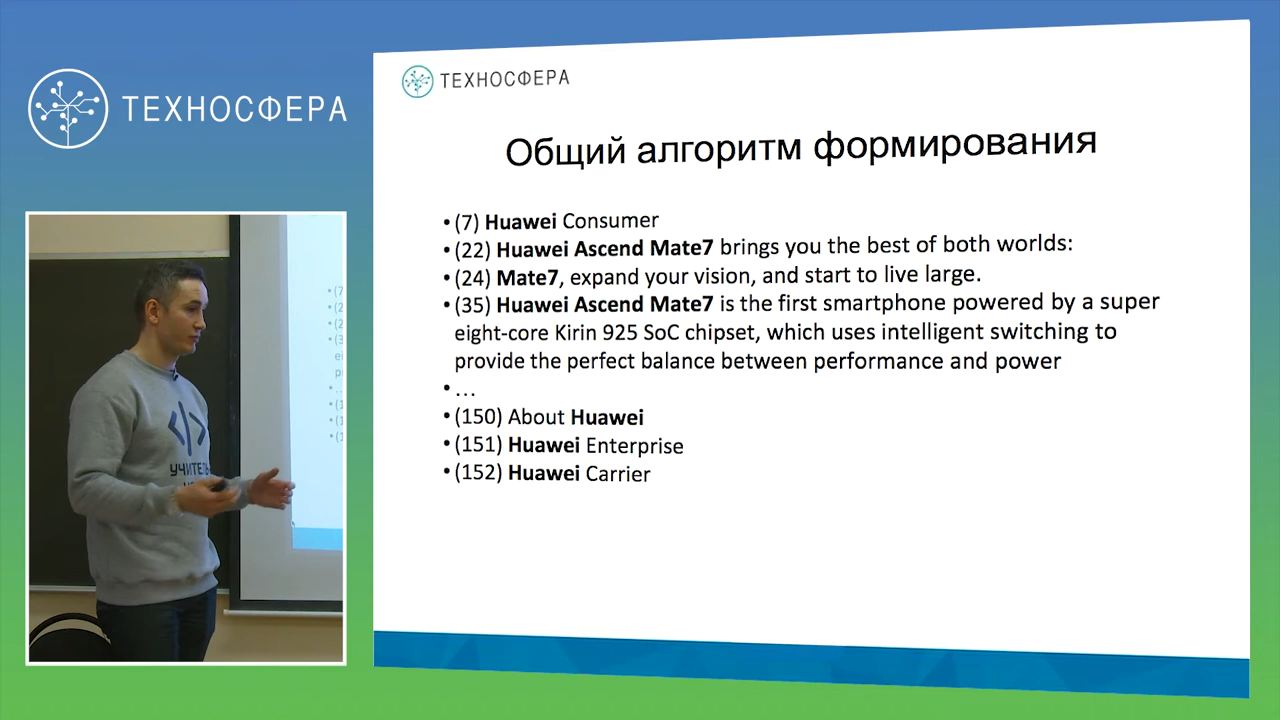 ТЕХНОСФЕРА
ТЕХНОСФЕРА
Общий алгоритм формирования
• (7) Huawei Consumer
• (22) Huawei Ascend Mate7 brings you the best of both worlds:
• (24) Mate7, expand your vision, and start to live large.
• (35) Huawei Ascend Mate7 is the first smartphone powered by a super
eight-core Kirin 925 SoC chipset, which uses intelligent switching to
provide the perfect balance between performance and power
• …
• (150) About Huawei
• (151) Huawei Enterprise
• (152) Huawei Carrier